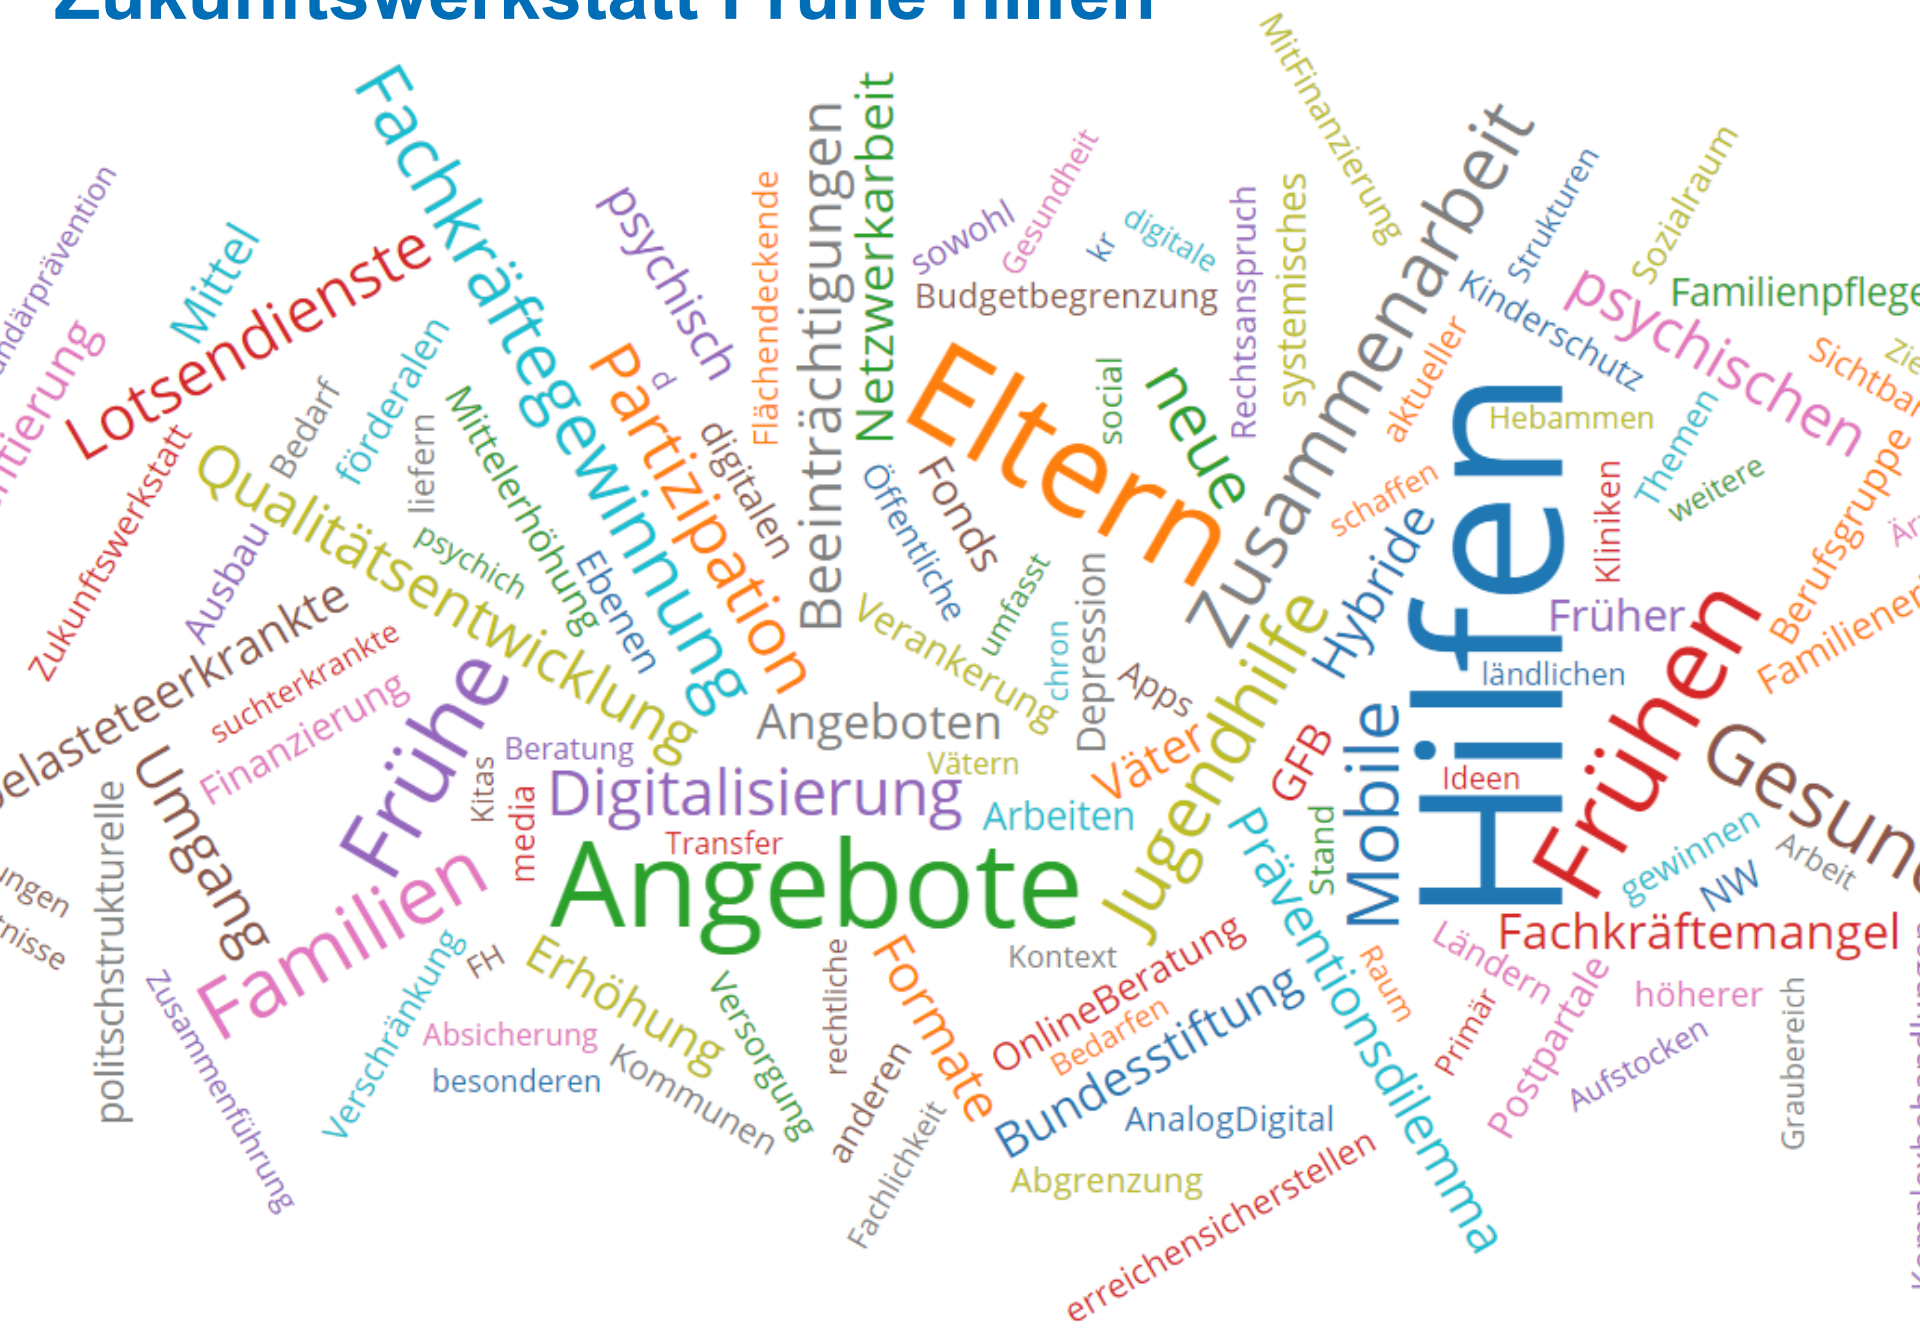 Zukunftswerkstatt Frühe Hilfen
MitFinanzierung
Fachkräftegewinnung
Netzwerkarbeit
Beeinträchtigungen
Zusammenarbeit
Gesundheit
Sozialraum
Strukturen
Flächendeckende
psychisch
sowohl
kr
digitale
Rechtsanspruch
systemisches
Mittel
Lotsendienste
Budgetbegrenzung
Kinderschutz
psychischen
Familienpflege
förderalen
Bedarf
Partizipation
d
Eltern
social
neue
aktueller
Hilfen
Hebammen
Themen
weitere
Berufsgruppe
Zukunftswerkstatt
Qualitätsentwicklung
liefern
Mittelerhöhung
digitalen
Öffentliche
Fonds
schaffen
Hybride
Kliniken
Ausbau
psychich
Ebenen
umfasst
Depression
Früher
Frühen
suchterkrankte
Finanzierung
Frühe
Verankerung
chron
Apps
Jugendhilfe
ländlichen
Umgang
Kitas
Beratung
Angeboten
Vätern
Väter
GFB
Mobile
Ideen
politschstrukturelle
media
Digitalisierung
Arbeiten
Transfer
Stand
Präventionsdilemma
gewinnen
Arbeit
NW
Familien
Angebote
Fachkräftemangel
Zusammenführung
Verschränkung
FH
Erhöhung
Versorgung
rechtliche
Formate
Kontext
OnlineBeratung
Bedarfen
Raum
Ländern
Primär
Postpartale
höherer
Absicherung
besonderen
Kommunen
anderen
Bundesstiftung
Aufstocken
Graubereich
Fachlichkeit
AnalogDigital
Abgrenzung
erreichensicherstellen